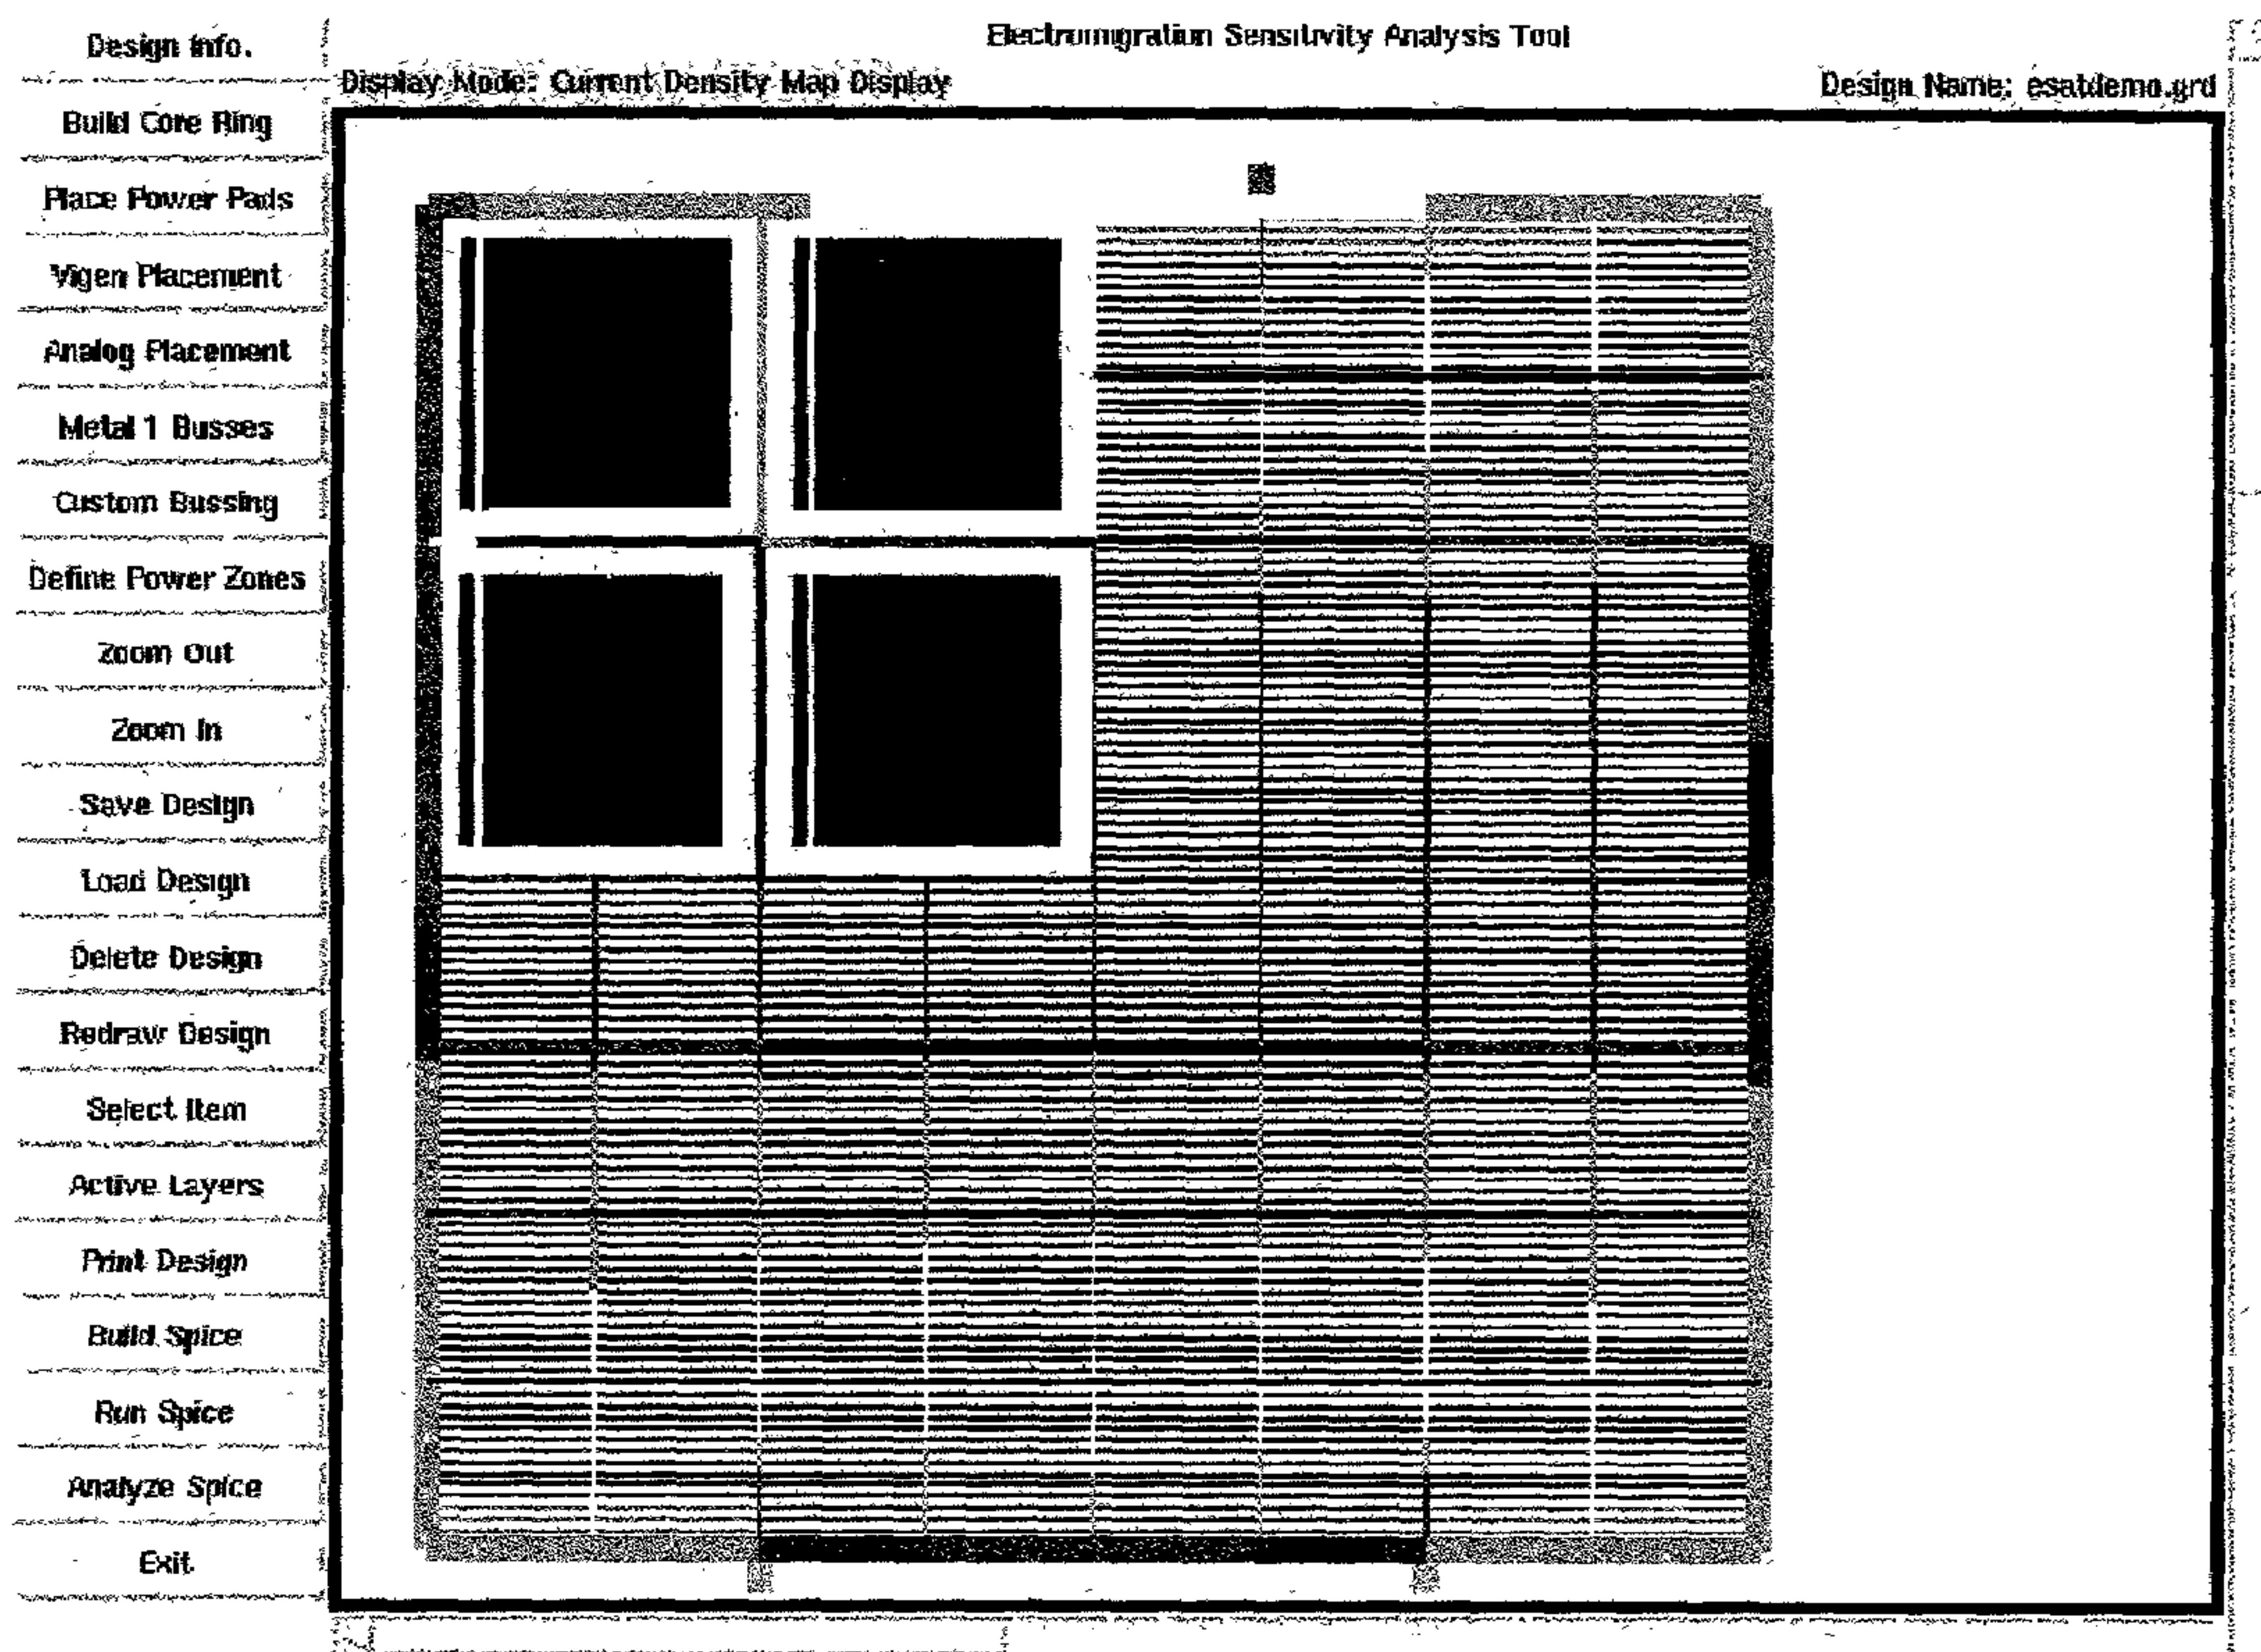 Electromigration Sensitivity Analysis Tool
Display Mode: Current Density Map Display
Design Name: esatdemo.grd
Design Info.
Build Core Ring
Place Power Pads
Vigen Placement
Analog Placement
Metal 1 Busses
Custom Bussing
Define Power Zones
Zoom Out
Zoom In
Save Design
Load Design
Delete Design
Redraw Design
Select Item
Active Layers
Print Design
Build Spice
Run Spice
Analyze Spice
Exit